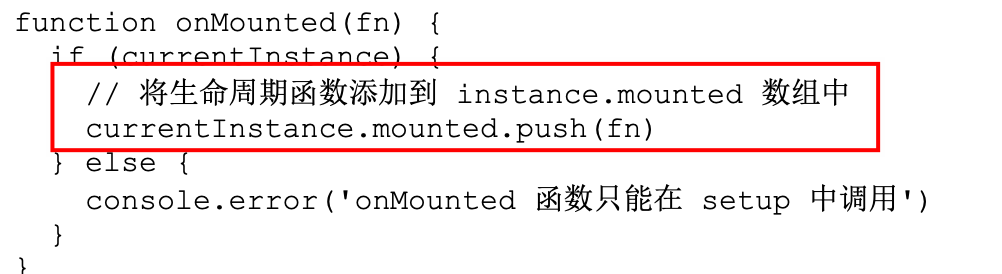 function onMounted(fn) {
  if (currentInstance) {
    // 将生命周期函数添加到 instance.mounted 数组中
    currentInstance.mounted.push(fn)
  } else {
    console.error('onMounted 函数只能在 setup 中调用')
  }
}